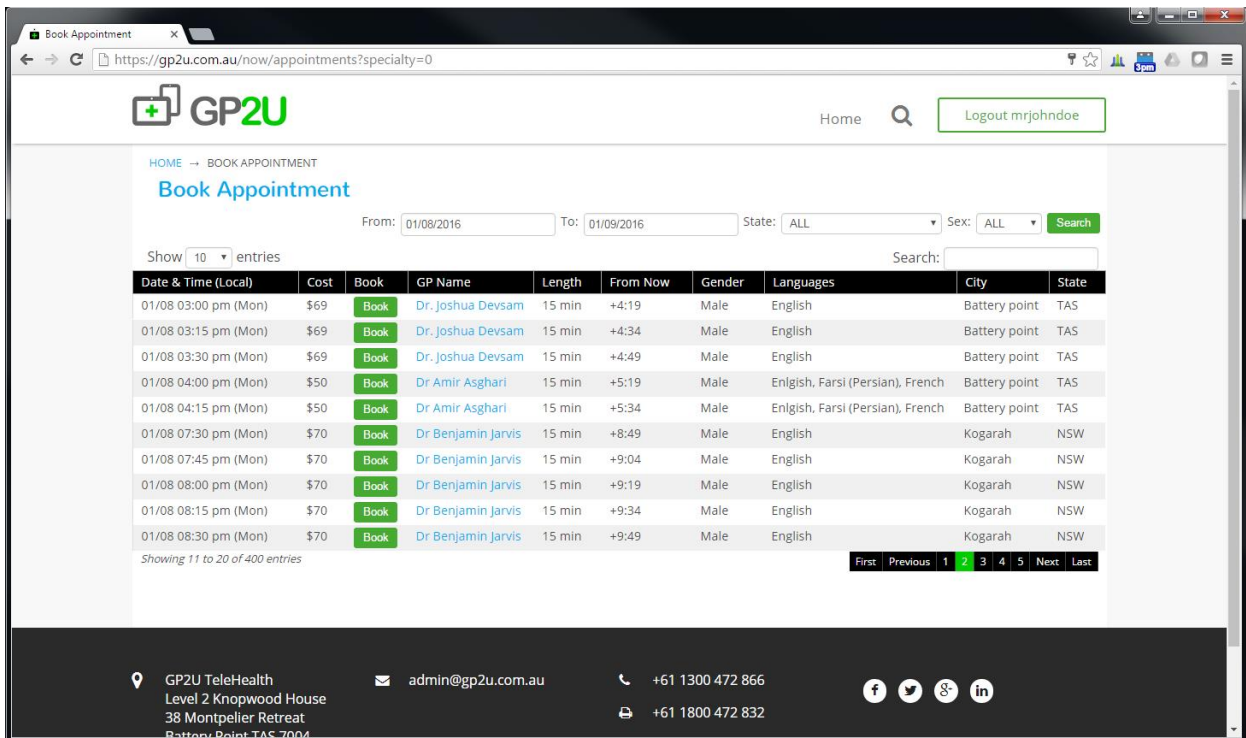 Book Appointment
https://gp2u.com.au/now/appointments?specialty=0
3pm
GP2U
Home
Logout mrjohndoe
HOME → BOOK APPOINTMENT
Book Appointment
From: 01/08/2016 To: 01/09/2016 State: ALL Sex: ALL Search
Show 10 entries Search:
Date & Time (Local) Cost Book GP Name Length From Now Gender Languages City State
01/08 03:00 pm (Mon) $69 Book Dr. Joshua Devsam 15 min +4:19 Male English Battery point TAS
01/08 03:15 pm (Mon) $69 Book Dr. Joshua Devsam 15 min +4:34 Male English Battery point TAS
01/08 03:30 pm (Mon) $69 Book Dr. Joshua Devsam 15 min +4:49 Male English Battery point TAS
01/08 04:00 pm (Mon) $50 Book Dr Amir Asghari 15 min +5:19 Male Enlgish, Farsi (Persian), French Battery point TAS
01/08 04:15 pm (Mon) $50 Book Dr Amir Asghari 15 min +5:34 Male Enlgish, Farsi (Persian), French Battery point TAS
01/08 07:30 pm (Mon) $70 Book Dr Benjamin Jarvis 15 min +8:49 Male English Kogarah NSW
01/08 07:45 pm (Mon) $70 Book Dr Benjamin Jarvis 15 min +9:04 Male English Kogarah NSW
01/08 08:00 pm (Mon) $70 Book Dr Benjamin Jarvis 15 min +9:19 Male English Kogarah NSW
01/08 08:15 pm (Mon) $70 Book Dr Benjamin Jarvis 15 min +9:34 Male English Kogarah NSW
01/08 08:30 pm (Mon) $70 Book Dr Benjamin Jarvis 15 min +9:49 Male English Kogarah NSW
Showing 11 to 20 of 400 entries First Previous 1 2 3 4 5 Next Last
GP2U TeleHealth admin@gp2u.com.au +61 1300 472 866
Level 2 Knopwood House
38 Montpelier Retreat +61 1800 472 832
Battery Point TAS 7004